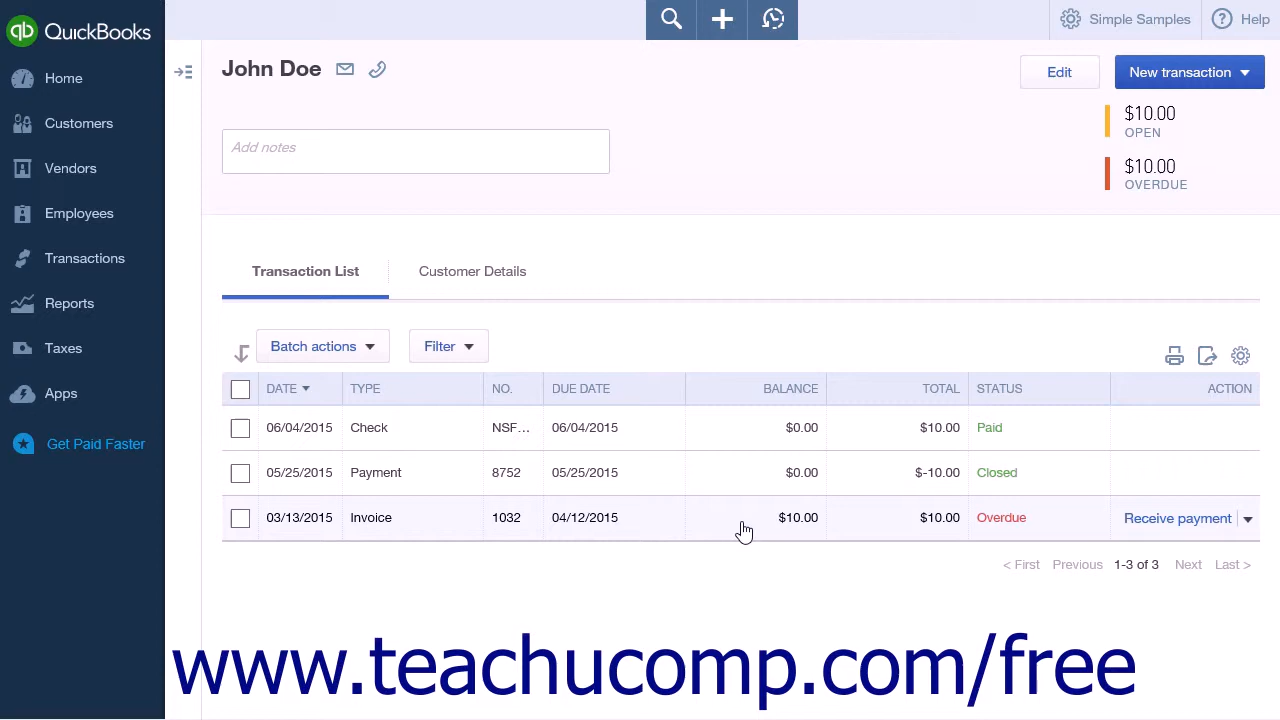 QuickBooks
Simple Samples
Help
Home
Customers
Vendors
Employees
Transactions
Reports
Taxes
Apps
Get Paid Faster
John Doe
Edit
New transaction
Add notes
$10.00
OPEN
$10.00
OVERDUE
Transaction List
Customer Details
Batch actions
Filter
DATE TYPE NO. DUE DATE BALANCE TOTAL STATUS ACTION
06/04/2015 Check NSF... 06/04/2015 $0.00 $10.00 Paid
05/25/2015 Payment 8752 05/25/2015 $0.00 $-10.00 Closed
03/13/2015 Invoice 1032 04/12/2015 $10.00 $10.00 Overdue Receive payment
< First Previous 1-3 of 3 Next Last >
www.teachucomp.com/free